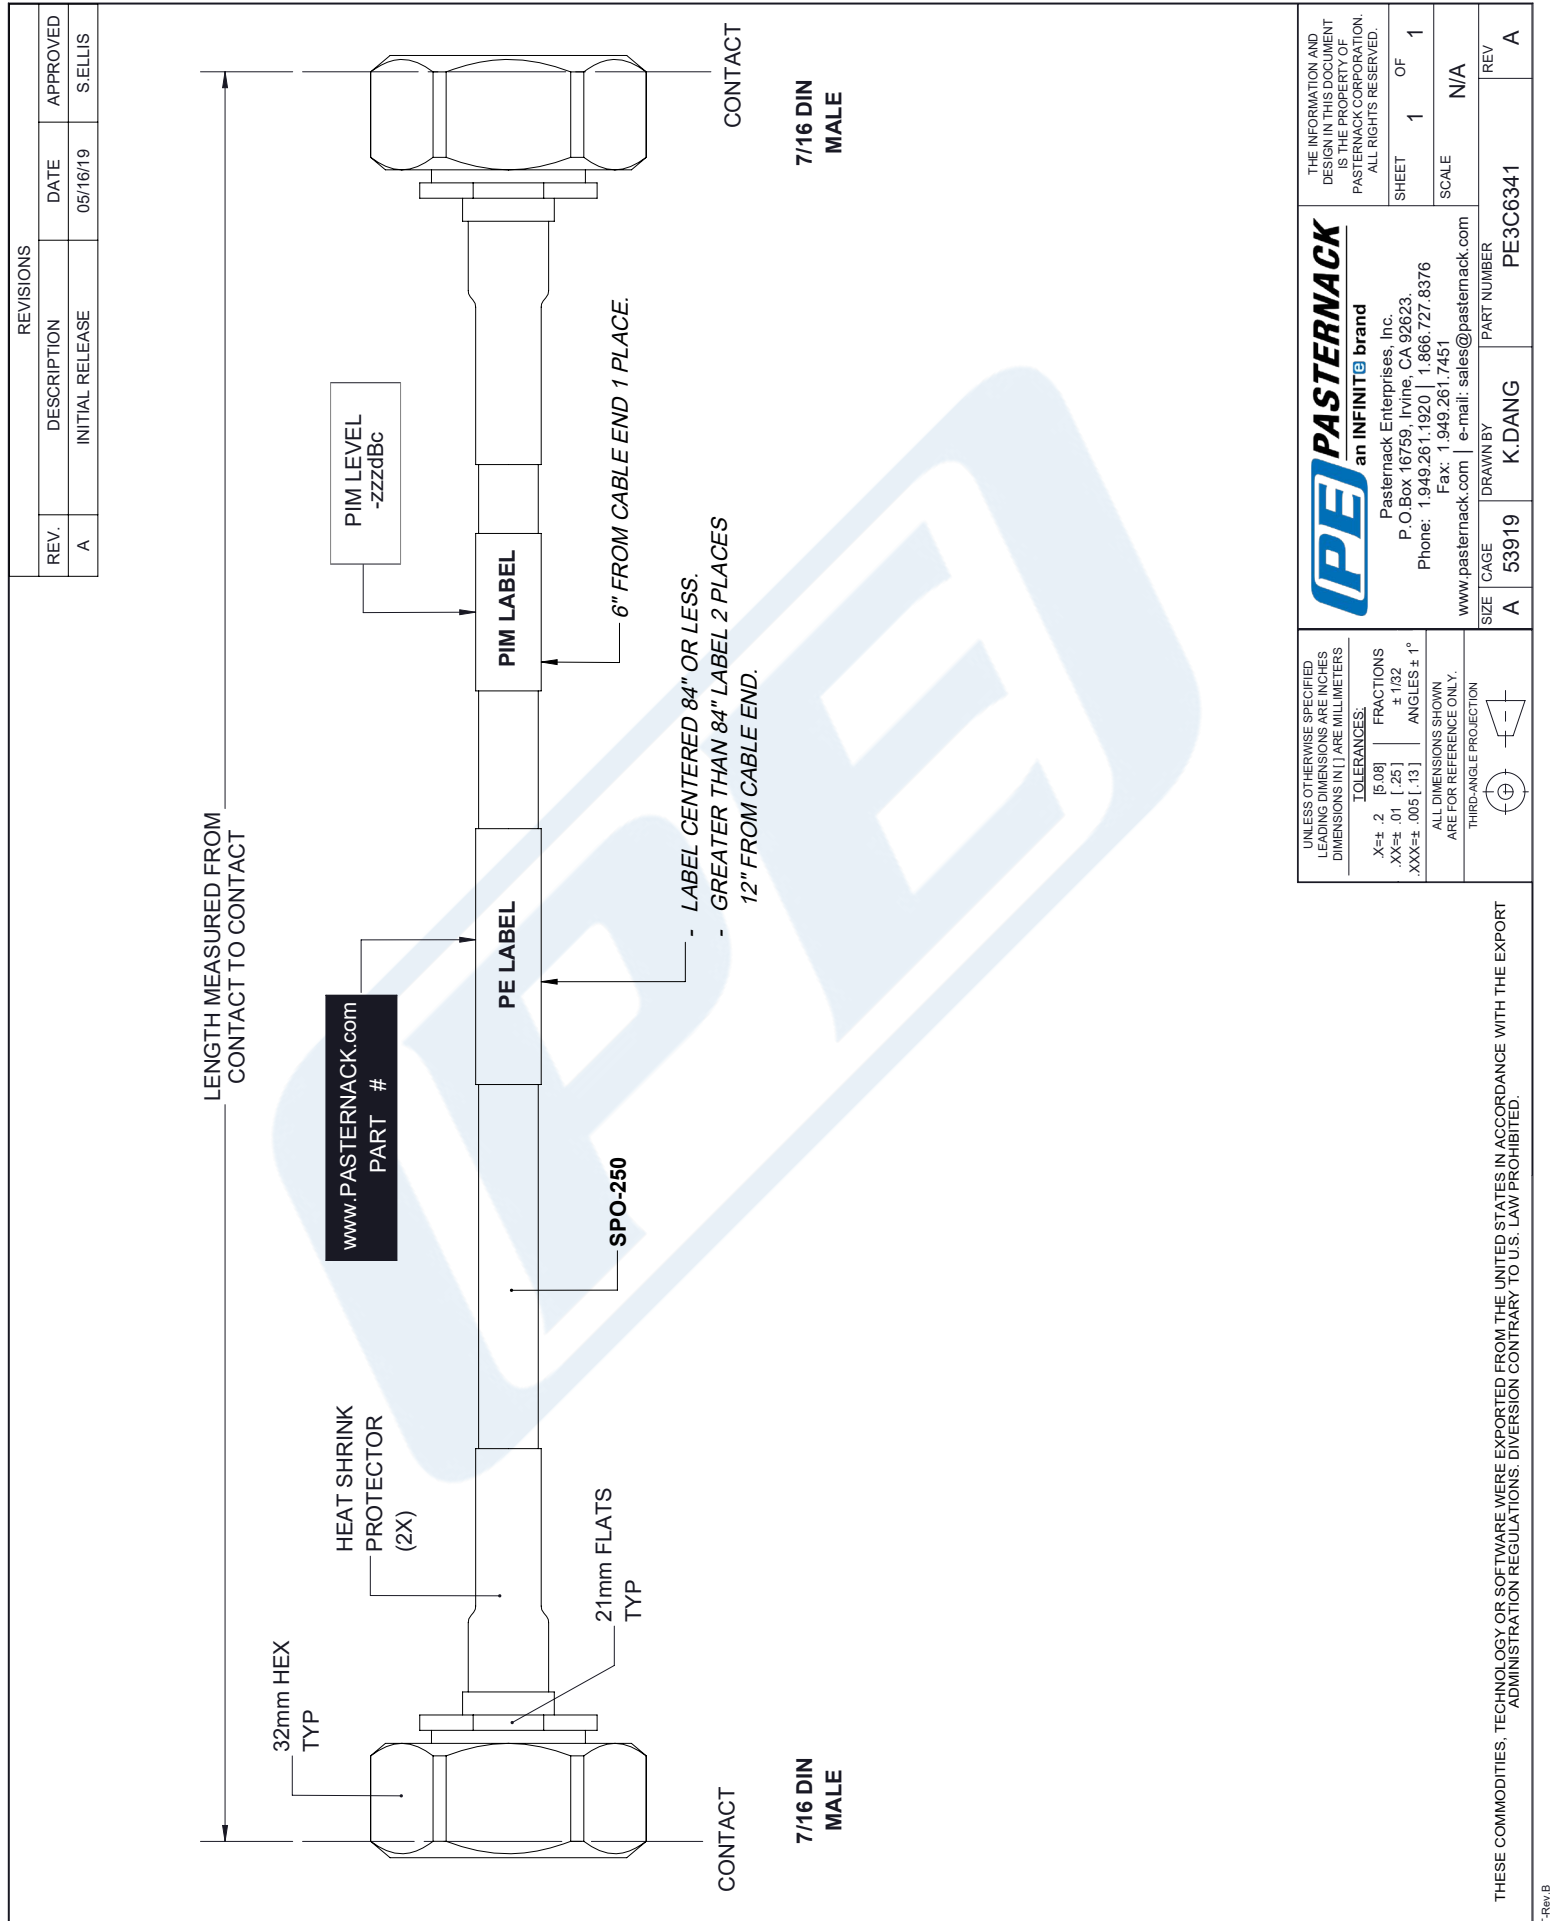 REVISIONS
REV.
DESCRIPTION
DATE
APPROVED
A
INITIAL RELEASE
05/16/19
S.ELLIS
LENGTH MEASURED FROM
CONTACT TO CONTACT
32mm HEX
TYP
HEAT SHRINK
PROTECTOR
(2X)
www.PASTERNACK.com
PART #
PIM LEVEL
-zzzdBc
PE LABEL
PIM LABEL
21mm FLATS
TYP
SPO-250
6" FROM CABLE END 1 PLACE.
- LABEL CENTERED 84" OR LESS.
- GREATER THAN 84" LABEL 2 PLACES
12" FROM CABLE END.
CONTACT
CONTACT
7/16 DIN
MALE
7/16 DIN
MALE
UNLESS OTHERWISE SPECIFIED
LEADING DIMENSIONS ARE INCHES
DIMENSIONS IN [ ] ARE MILLIMETERS
TOLERANCES:
.X=± .2 [5.08]
.XX=± .01 [ .25 ]
.XXX=± .005 [ .13 ]
FRACTIONS
± 1/32
ANGLES ± 1°
ALL DIMENSIONS SHOWN
ARE FOR REFERENCE ONLY.
THIRD-ANGLE PROJECTION
PE PASTERNACK
an INFINITe brand
Pasternack Enterprises, Inc.
P.O.Box 16759, Irvine, CA 92623.
Phone: 1.949.261.1920 | 1.866.727.8376
Fax: 1.949.261.7451
www.pasternack.com | e-mail: sales@pasternack.com
THE INFORMATION AND
DESIGN IN THIS DOCUMENT
IS THE PROPERTY OF
PASTERNACK CORPORATION.
ALL RIGHTS RESERVED.
SHEET 1 OF 1
SCALE
N/A
SIZE
A
CAGE
53919
DRAWN BY
K.DANG
PART NUMBER
PE3C6341
REV
A
THESE COMMODITIES, TECHNOLOGY OR SOFTWARE WERE EXPORTED FROM THE UNITED STATES IN ACCORDANCE WITH THE EXPORT
ADMINISTRATION REGULATIONS. DIVERSION CONTRARY TO U.S. LAW PROHIBITED.
-Rev.B
PE